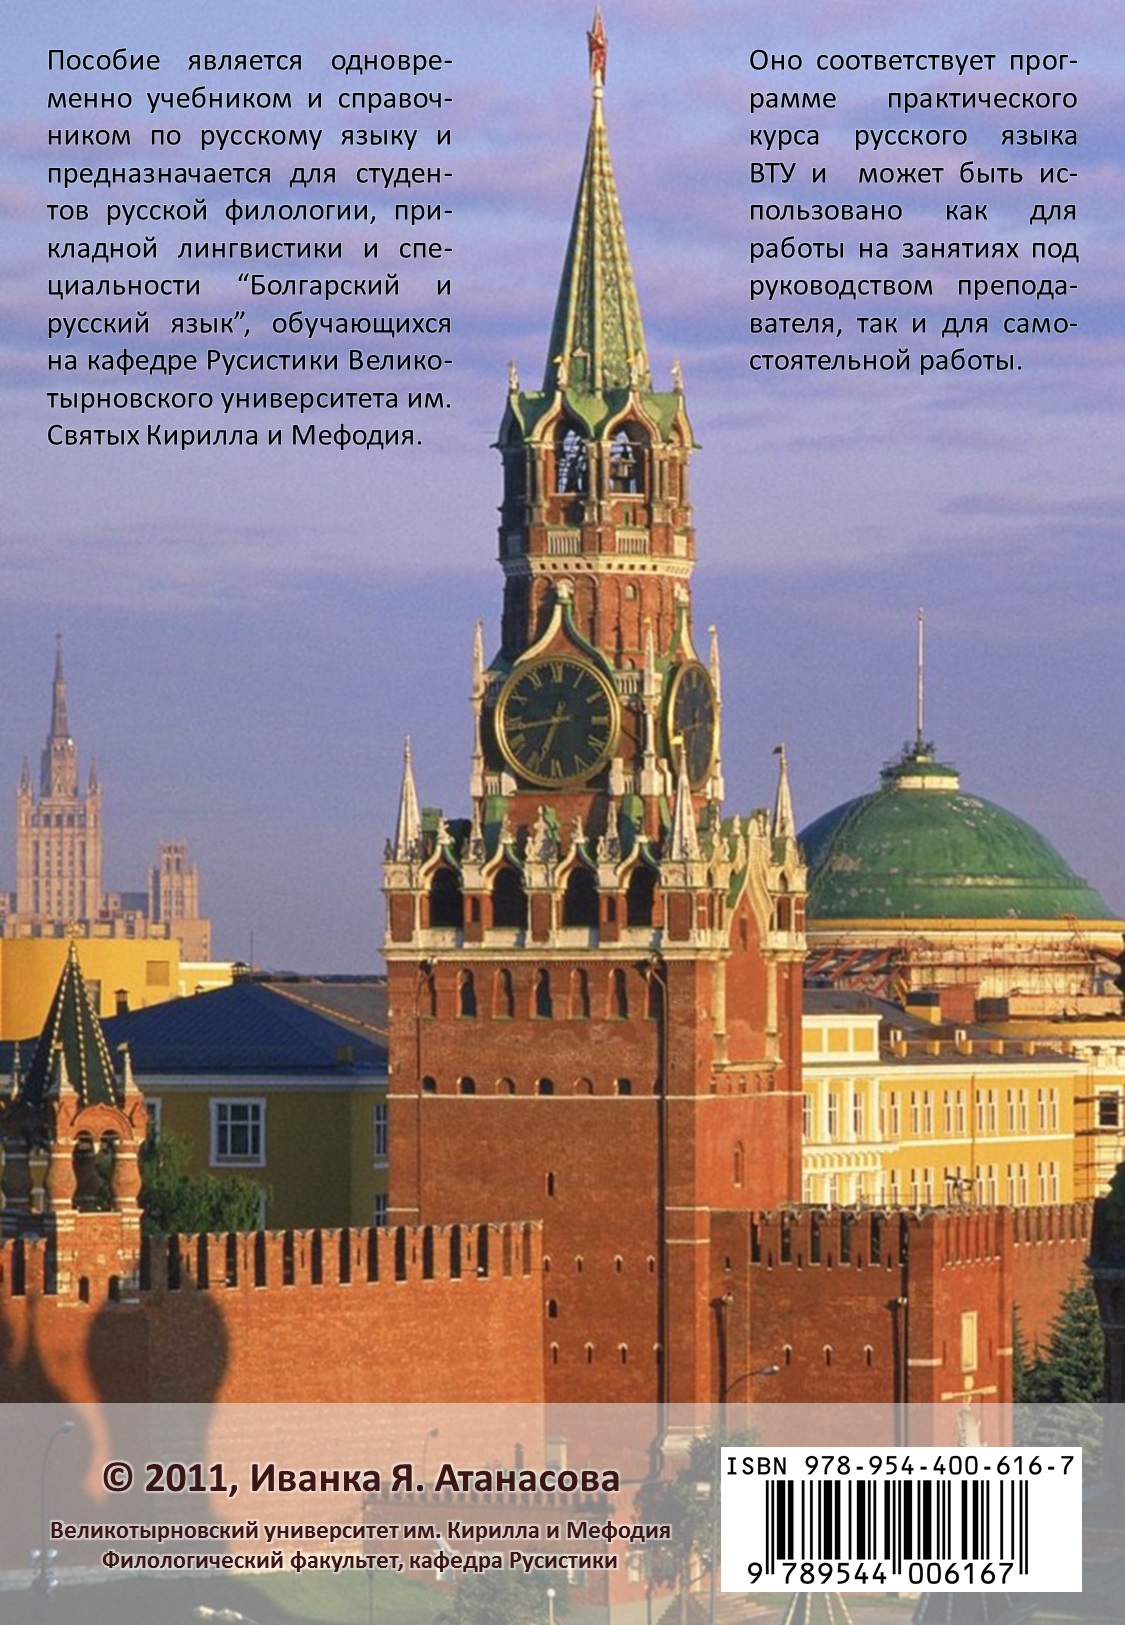 Пособие является одновре-
менно учебником и справоч-
ником по русскому языку и
предназначается для студен-
тов русской филологии, при-
кладной лингвистики и спе-
циальности “Болгарский и
русский язык”, обучающихся
на кафедре Русистики Велико-
тырновского университета им.
Святых Кирилла и Мефодия.
Оно соответствует прог-
рамме практического
курса русского языка
ВТУ и может быть ис-
пользовано как для
работы на занятиях под
руководством препода-
вателя, так и для само-
стоятельной работы.
© 2011, Иванка Я. Атанасова
Великотырновский университет им. Кирилла и Мефодия
Филологический факультет, кафедра Русистики
ISBN 978-954-400-616-7
9 789544 006167